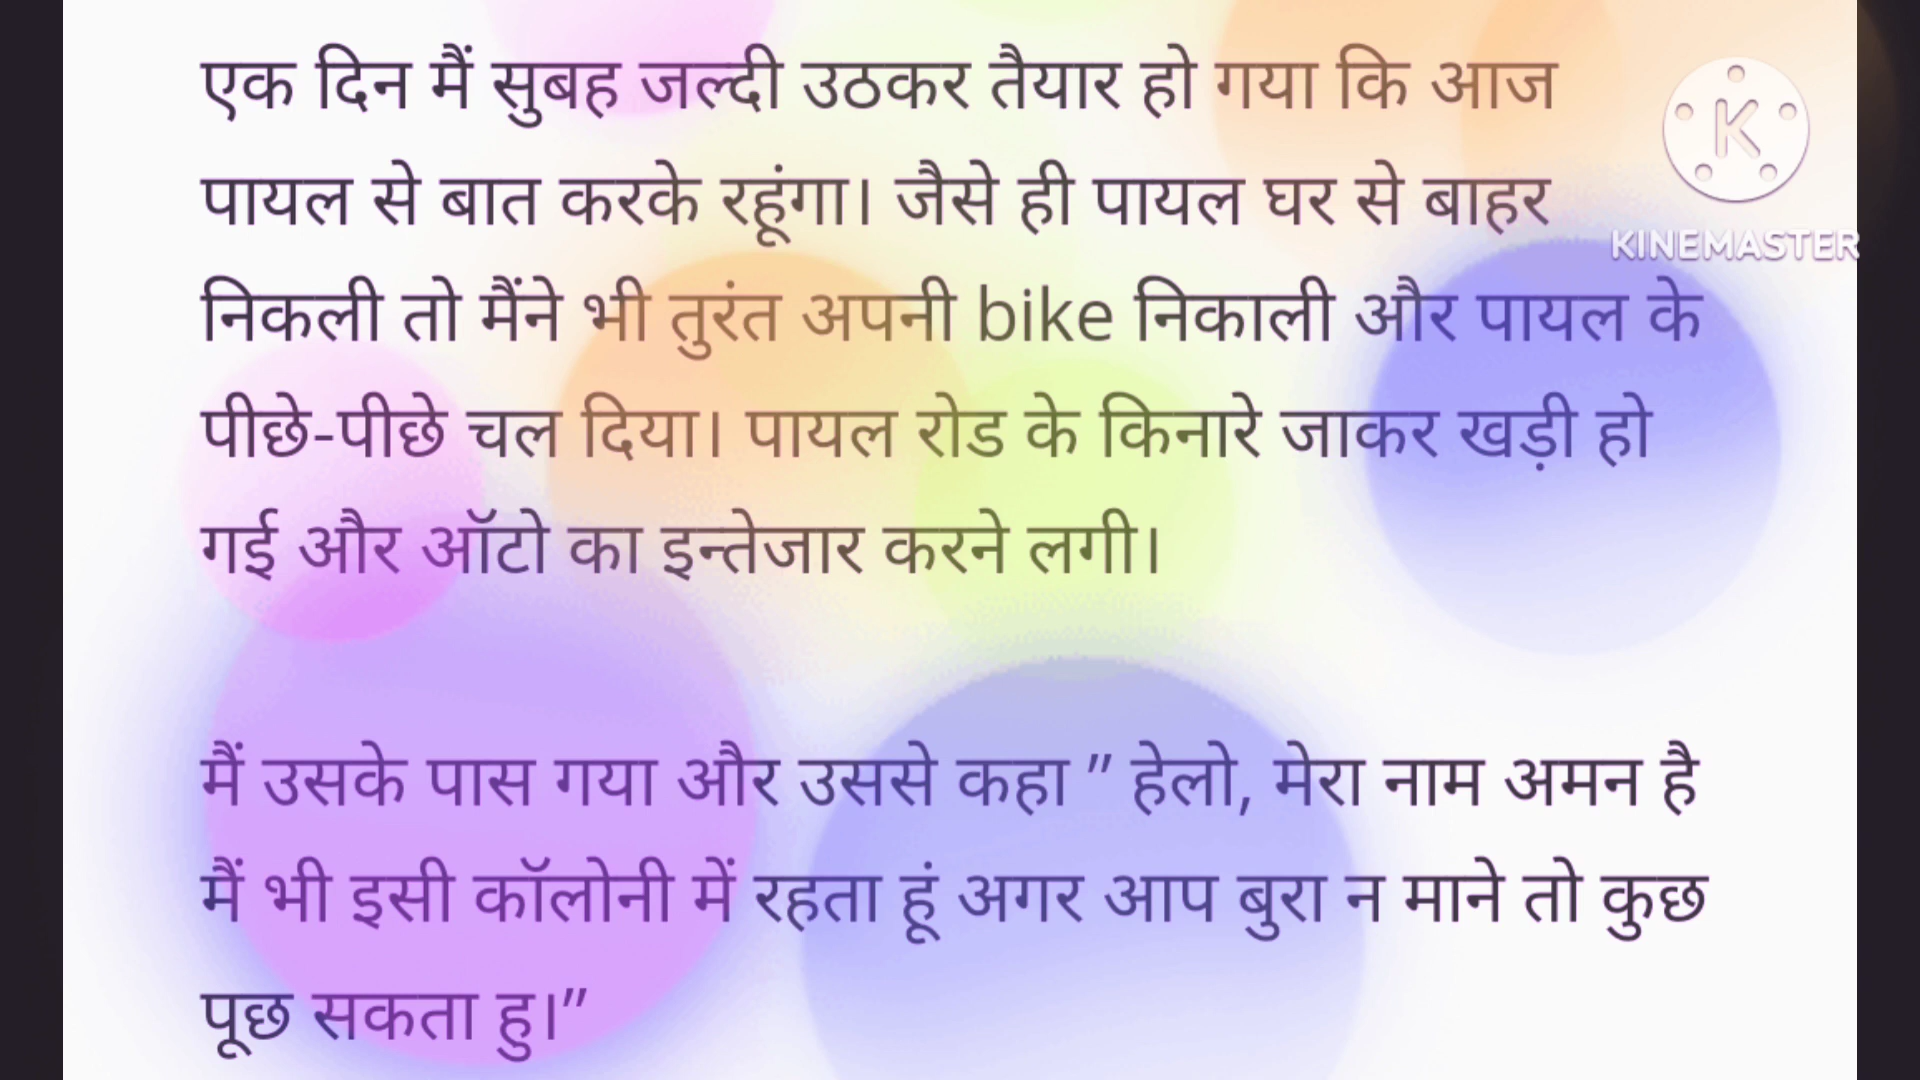 एक दिन मैं सुबह जल्दी उठकर तैयार हो गया कि आज
पायल से बात करके रहूंगा। जैसे ही पायल घर से बाहर
निकली तो मैंने भी तुरंत अपनी bike निकाली और पायल के
पीछे-पीछे चल दिया। पायल रोड के किनारे जाकर खड़ी हो
गई और ऑटो का इन्तेजार करने लगी।
मैं उसके पास गया और उससे कहा ” हेलो, मेरा नाम अमन है
मैं भी इसी कॉलोनी में रहता हूं अगर आप बुरा न माने तो कुछ
पूछ सकता हु।”
K
KINEMASTER